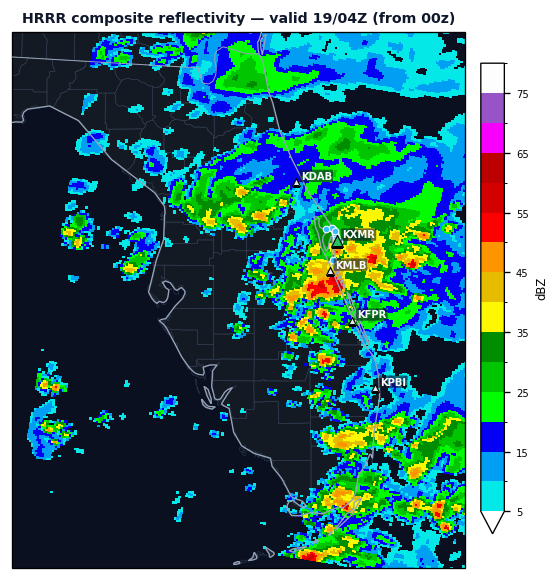 HRRR composite reflectivity — valid 19/04Z (from 00z)
75
65
55
45
35
25
15
5
dBZ
KDAB
KXMR
KMLB
KFPR
KPBI